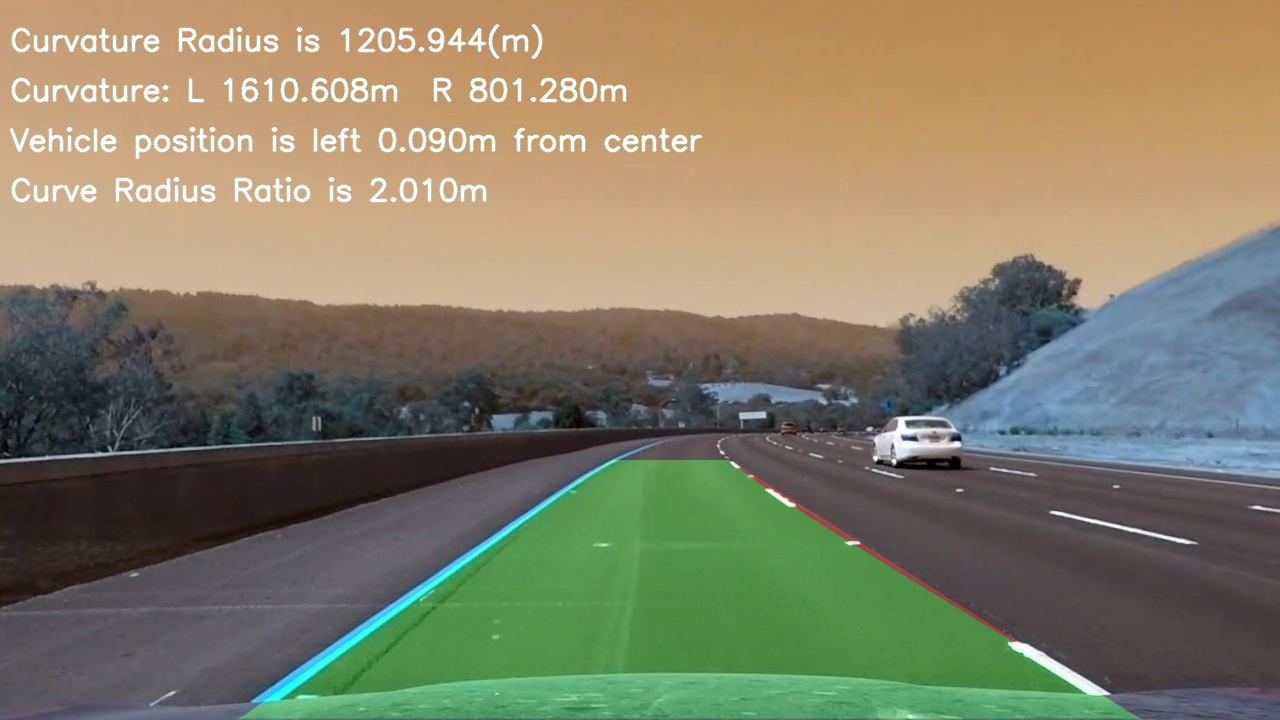 Curvature Radius is 1205.944(m)
Curvature: L 1610.608m R 801.280m
Vehicle position is left 0.090m from center
Curve Radius Ratio is 2.010m